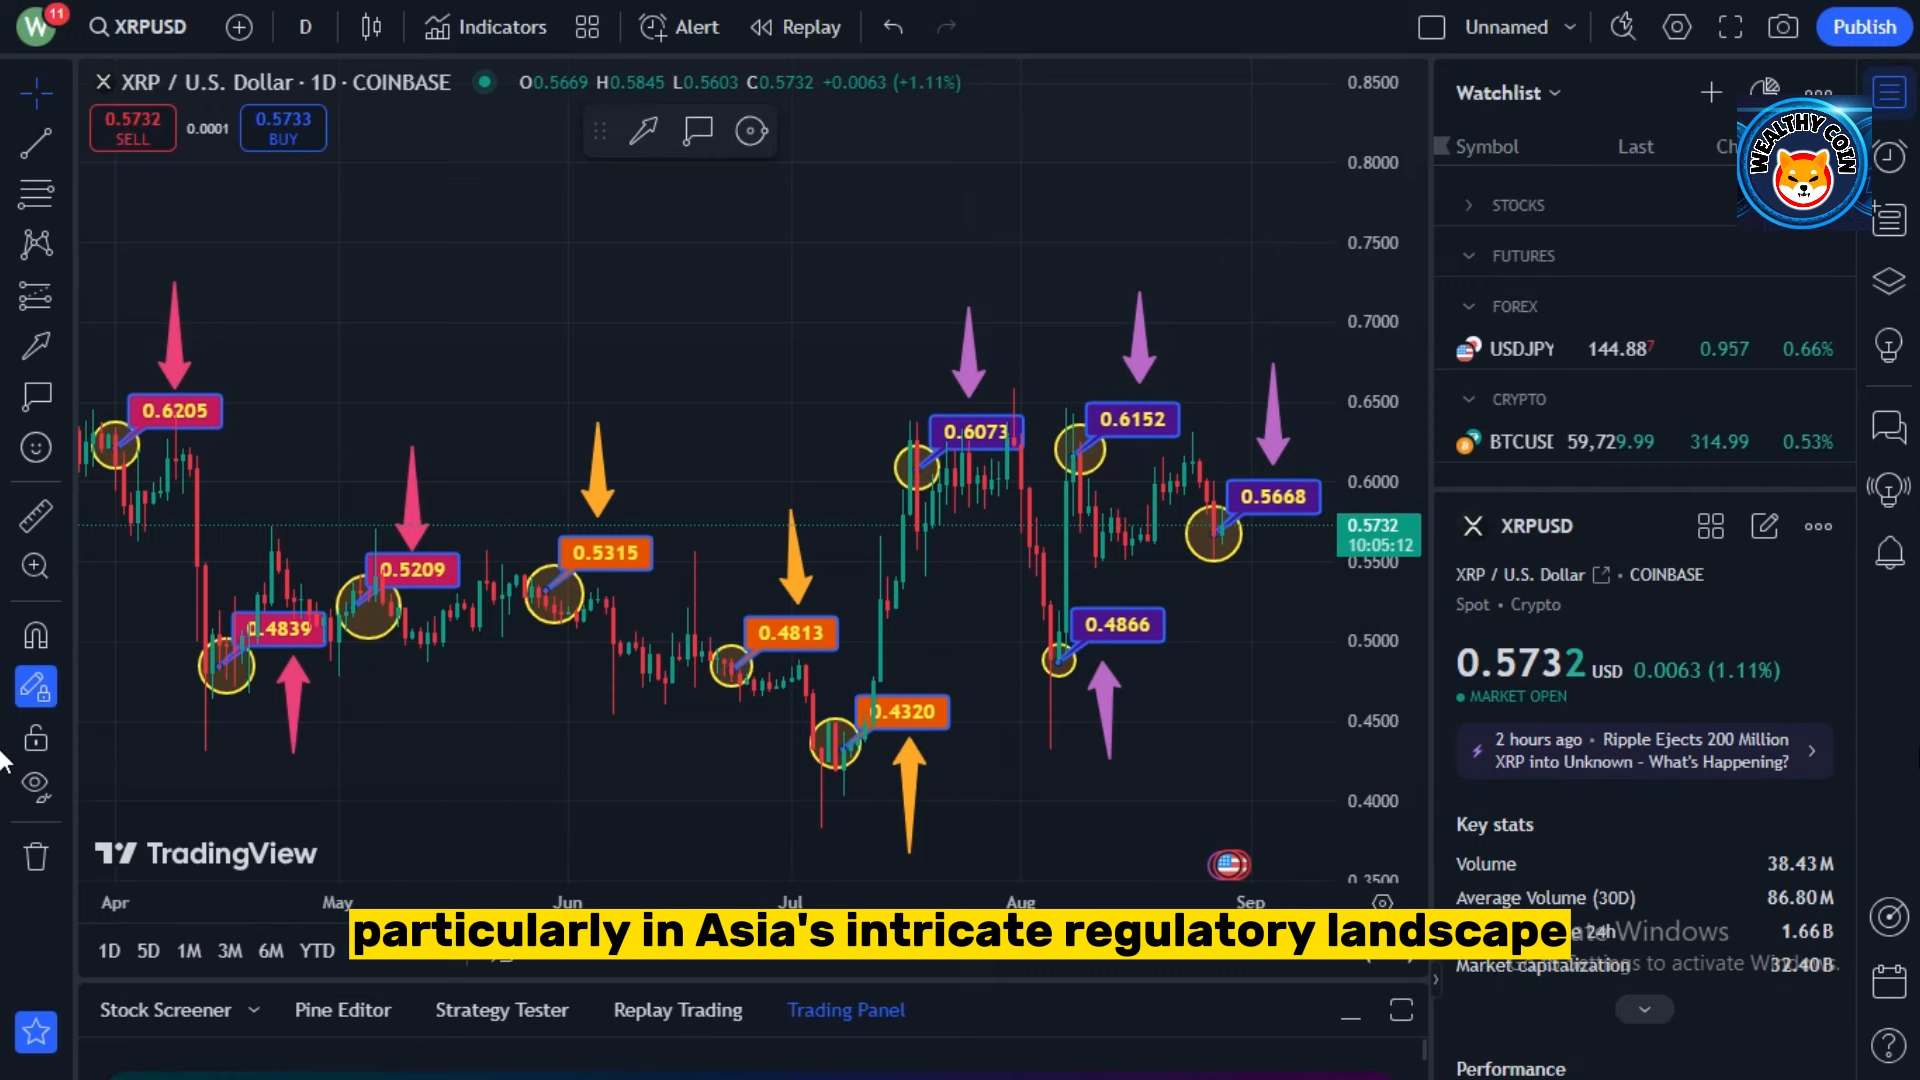 W 11 XRPUSD D Indicators Alert Replay Unnamed Publish
X XRP / U.S. Dollar · 1D · COINBASE O0.5669 H0.5845 L0.5603 C0.5732 +0.0063 (+1.11%)
0.5732 SELL 0.0001 0.5733 BUY
0.8500
0.8000
0.7500
0.7000
0.6500
0.6000
0.5732
10:05:12
0.5500
0.5000
0.4500
0.4000
0.3500
0.6205
0.4839
0.5209
0.5315
0.4813
0.4320
0.6073
0.6152
0.4866
0.5668
TradingView
Apr May Jun Jul Aug Sep
particularly in Asia's intricate regulatory landscape
1D 5D 1M 3M 6M YTD
Stock Screener Pine Editor Strategy Tester Replay Trading Trading Panel
Watchlist
WEALTHY COIN
Symbol Last Ch
STOCKS
FUTURES
FOREX
USDJPY 144.887 0.957 0.66%
CRYPTO
BTCUSD 59,729.99 314.99 0.53%
X XRPUSD
XRP / U.S. Dollar • COINBASE
Spot • Crypto
0.5732 USD 0.0063 (1.11%)
MARKET OPEN
2 hours ago • Ripple Ejects 200 Million
XRP into Unknown - What's Happening?
Key stats
Volume 38.43M
Average Volume (30D) 86.80M
24h 1.66B
Market capitalization 32.40B
Windows
to activate Windows.
Performance